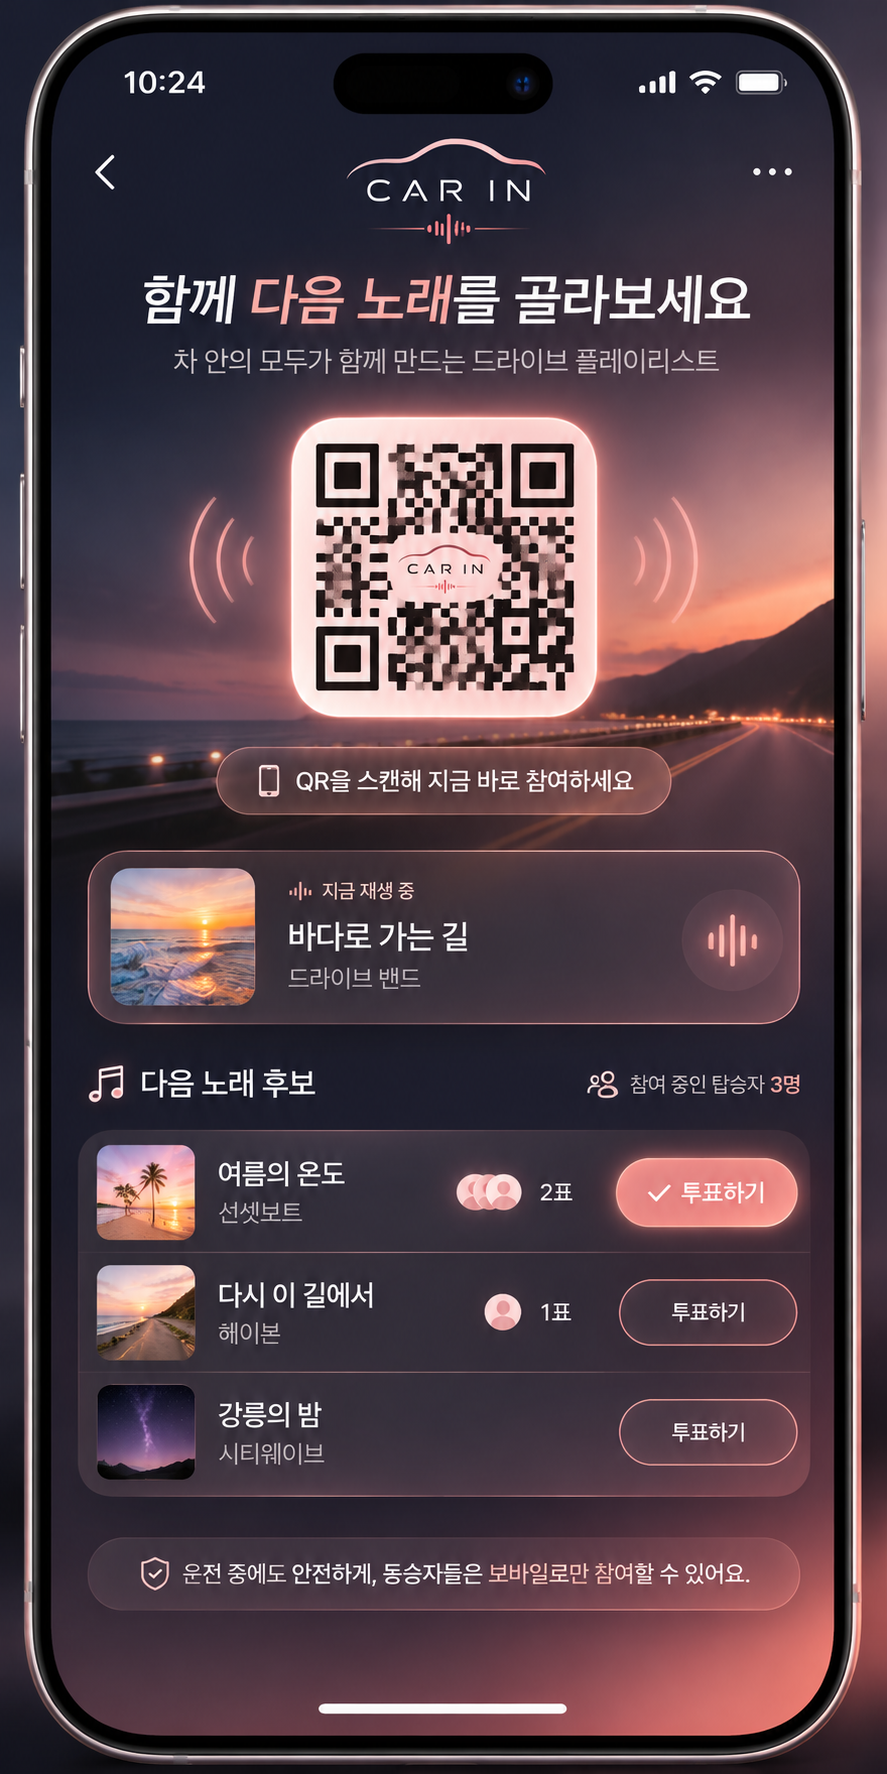 10:24
CAR IN
함께 다음 노래를 골라보세요
차 안의 모두가 함께 만드는 드라이브 플레이리스트
CAR IN
QR을 스캔해 지금 바로 참여하세요
지금 재생 중
바다로 가는 길
드라이브 밴드
다음 노래 후보
참여 중인 탑승자 3명
여름의 온도
선셋보트
2표
투표하기
다시 이 길에서
헤이본
1표
투표하기
강릉의 밤
시티웨이브
투표하기
운전 중에도 안전하게, 동승자들은 보바일로만 참여할 수 있어요.